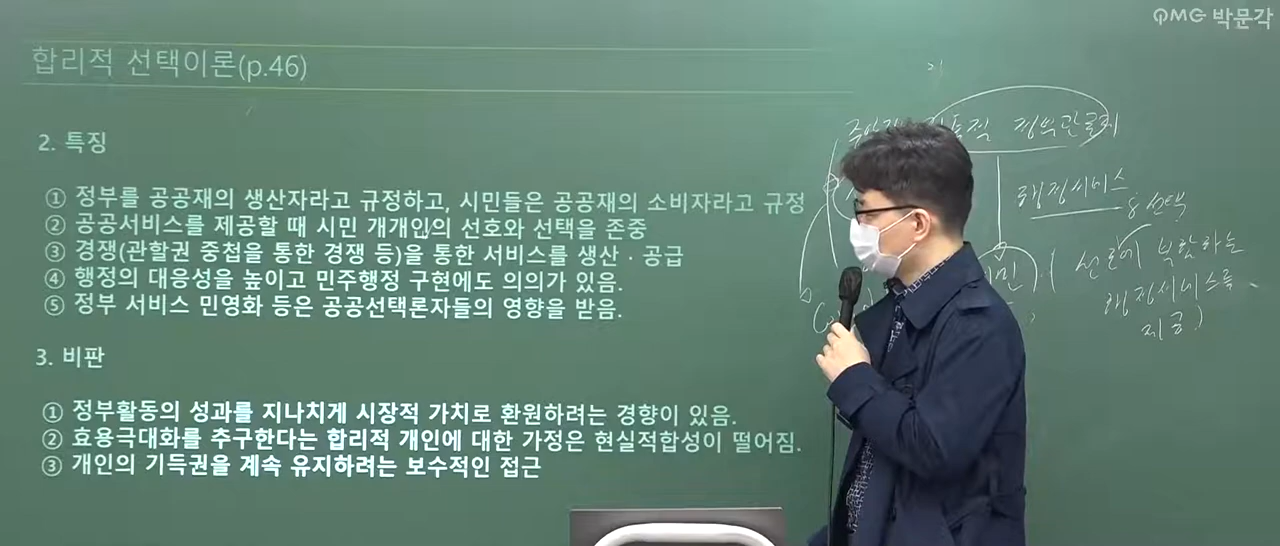 PMG 박문각
합리적 선택이론(p.46)
2. 특징
① 정부를 공공재의 생산자라고 규정하고, 시민들은 공공재의 소비자라고 규정
② 공공서비스를 제공할 때 시민 개개인의 선호와 선택을 존중
③ 경쟁(관할권 중첩을 통한 경쟁 등)을 통한 서비스를 생산 · 공급
④ 행정의 대응성을 높이고 민주행정 구현에도 의의가 있음.
⑤ 정부 서비스 민영화 등은 공공선택론자들의 영향을 받음.
3. 비판
① 정부활동의 성과를 지나치게 시장적 가치로 환원하려는 경향이 있음.
② 효용극대화를 추구한다는 합리적 개인에 대한 가정은 현실적합성이 떨어짐.
③ 개인의 기득권을 계속 유지하려는 보수적인 접근
행정서비스
선택
부합하는
행정서비스를
제공)